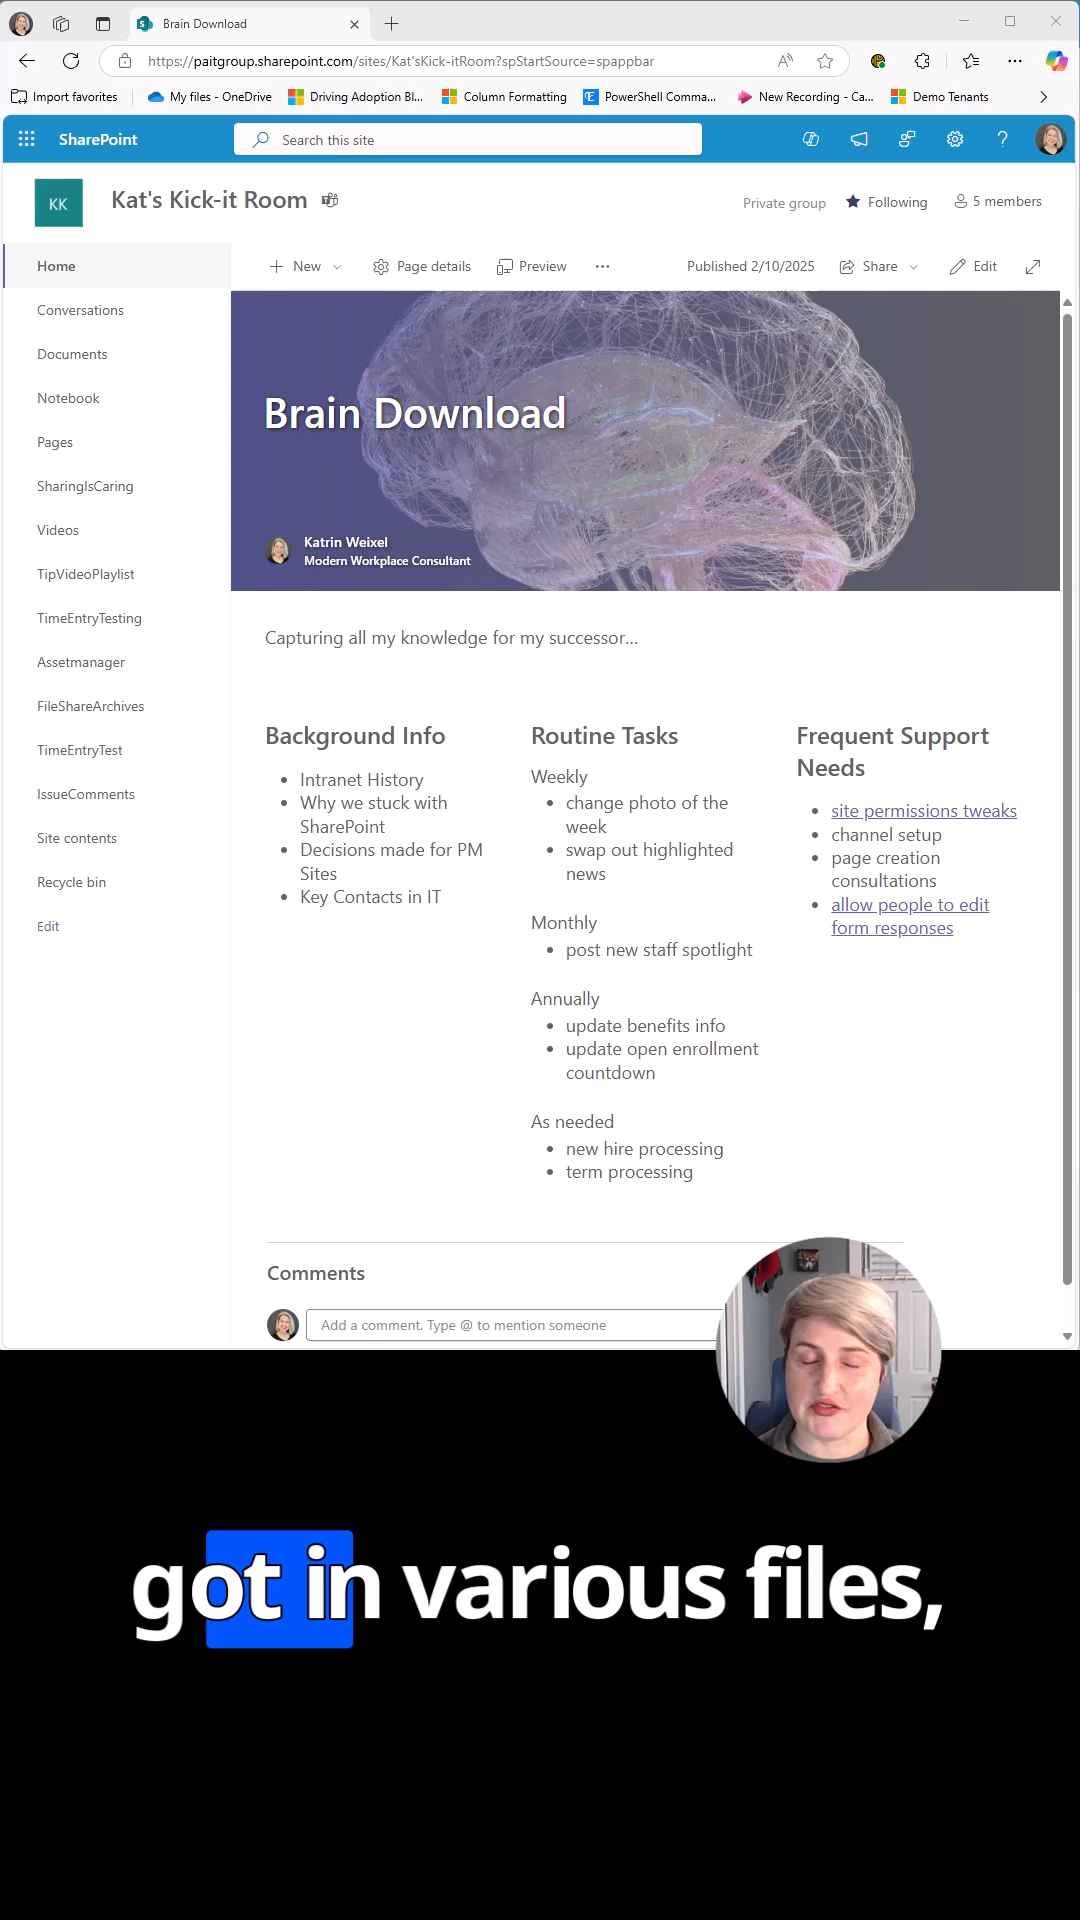 Brain Download
https://paitgroup.sharepoint.com/sites/Kat'sKick-itRoom?spStartSource=spappbar
Import favorites
My files - OneDrive
Driving Adoption Bl...
Column Formatting
PowerShell Comma...
New Recording - Ca...
Demo Tenants
SharePoint
Search this site
KK
Kat's Kick-it Room
Private group
Following
5 members
Home
Conversations
Documents
Notebook
Pages
SharingIsCaring
Videos
TipVideoPlaylist
TimeEntryTesting
Assetmanager
FileShareArchives
TimeEntryTest
IssueComments
Site contents
Recycle bin
Edit
New
Page details
Preview
Published 2/10/2025
Share
Edit
Brain Download
Katrin Weixel
Modern Workplace Consultant
Capturing all my knowledge for my successor...
Background Info
• Intranet History
• Why we stuck with
SharePoint
• Decisions made for PM
Sites
• Key Contacts in IT
Routine Tasks
Weekly
• change photo of the
week
• swap out highlighted
news
Monthly
• post new staff spotlight
Annually
• update benefits info
• update open enrollment
countdown
As needed
• new hire processing
• term processing
Frequent Support
Needs
• site permissions tweaks
• channel setup
• page creation
consultations
• allow people to edit
form responses
Comments
Add a comment. Type @ to mention someone
got in various files,